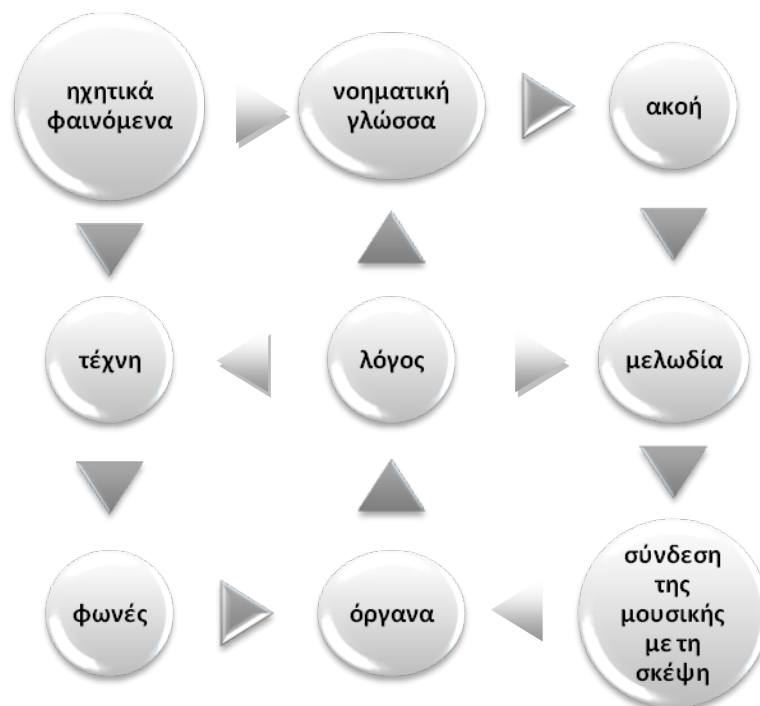 ηχητικά
φαινόμενα
νοηματική
γλώσσα
ακοή
τέχνη
λόγος
μελωδία
φωνές
όργανα
σύνδεση
της
μουσικής
με τη
σκέψη